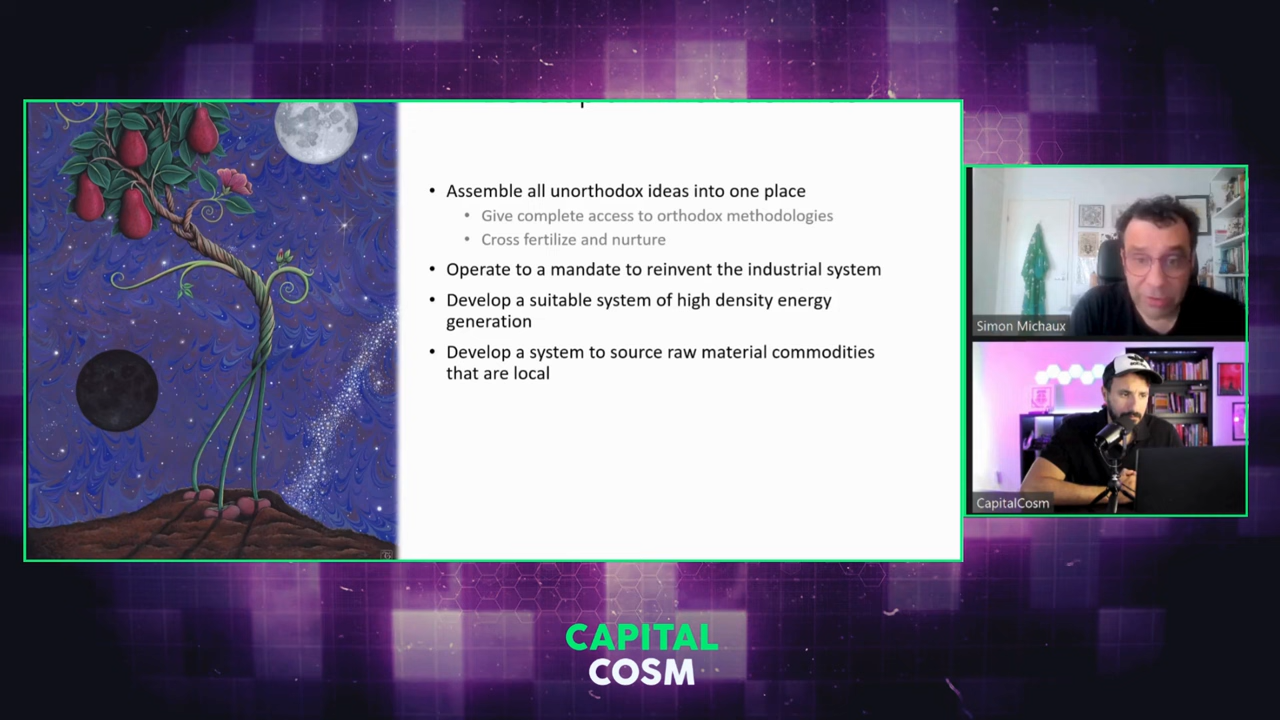 • Assemble all unorthodox ideas into one place
• Give complete access to orthodox methodologies
• Cross fertilize and nurture
• Operate to a mandate to reinvent the industrial system
• Develop a suitable system of high density energy
generation
• Develop a system to source raw material commodities
that are local
Simon Michaux
CapitalCosm
CAPITAL
COSM